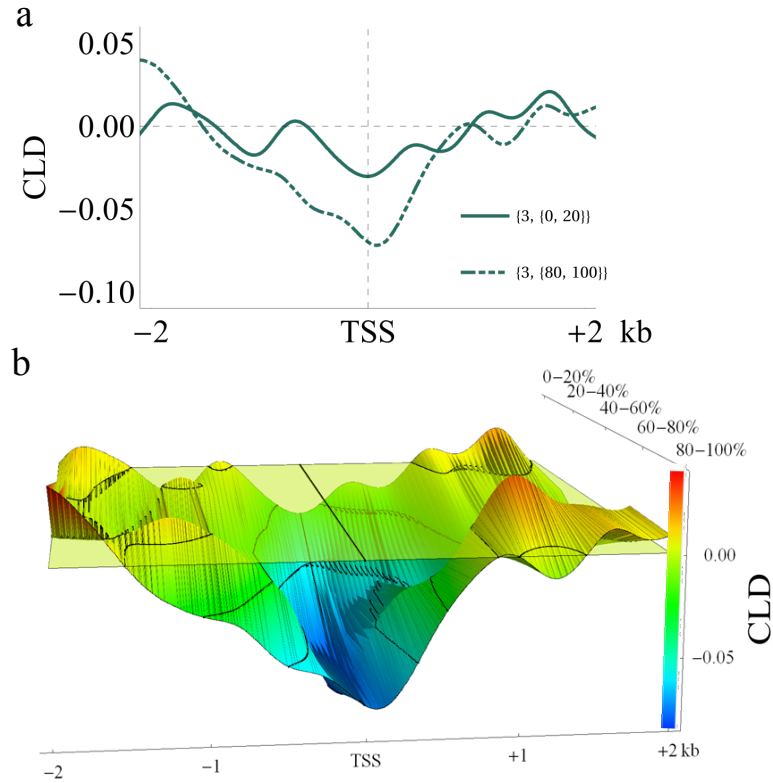 a
0.05
0.00
−0.05
−0.10
CLD
{3, {0, 20}}
{3, {80, 100}}
−2
TSS
+2 kb
b
0−20%
20−40%
40−60%
60−80%
80−100%
0.00
−0.05
CLD
−2
−1
TSS
+1
+2 kb